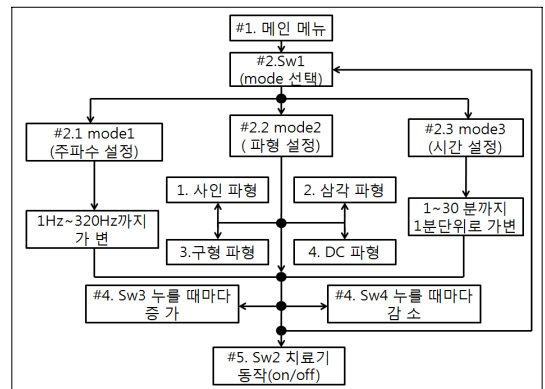 #1. 메인 메뉴
#2.Sw1
(mode 선택)
#2.1 mode1
(주파수 설정)
#2.2 mode2
( 파형 설정)
#2.3 mode3
(시간 설정)
1. 사인 파형
2. 삼각 파형
1Hz~320Hz까지
가 변
1~30 분까지
1분단위로 가변
3.구형 파형
4. DC 파형
#4. Sw3 누를 때마다
증 가
#4. Sw4 누를 때마다
감 소
#5. Sw2 치료기
동작(on/off)